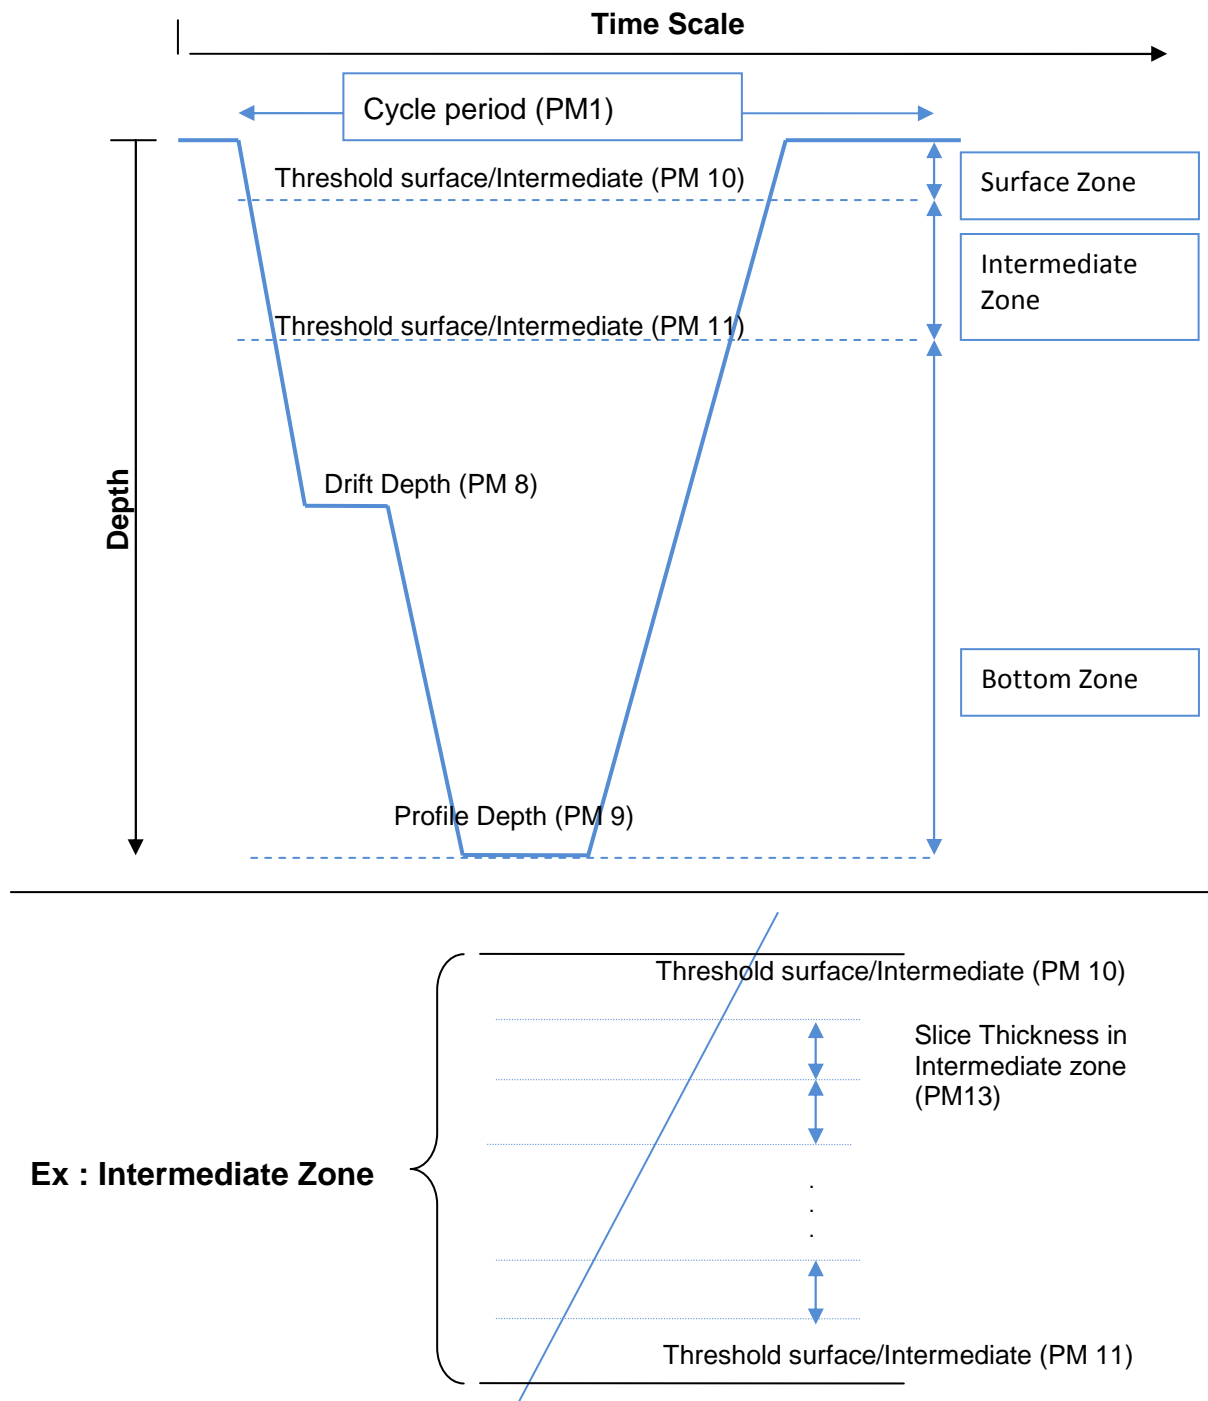 Time Scale
Cycle period (PM1)
Threshold surface/Intermediate (PM 10)
Surface Zone
Intermediate
Zone
Threshold surface/Intermediate (PM 11)
Depth
Drift Depth (PM 8)
Bottom Zone
Profile Depth (PM 9)
Threshold surface/Intermediate (PM 10)
Slice Thickness in
Intermediate zone
(PM13)
Ex : Intermediate Zone
.
.
.
Threshold surface/Intermediate (PM 11)